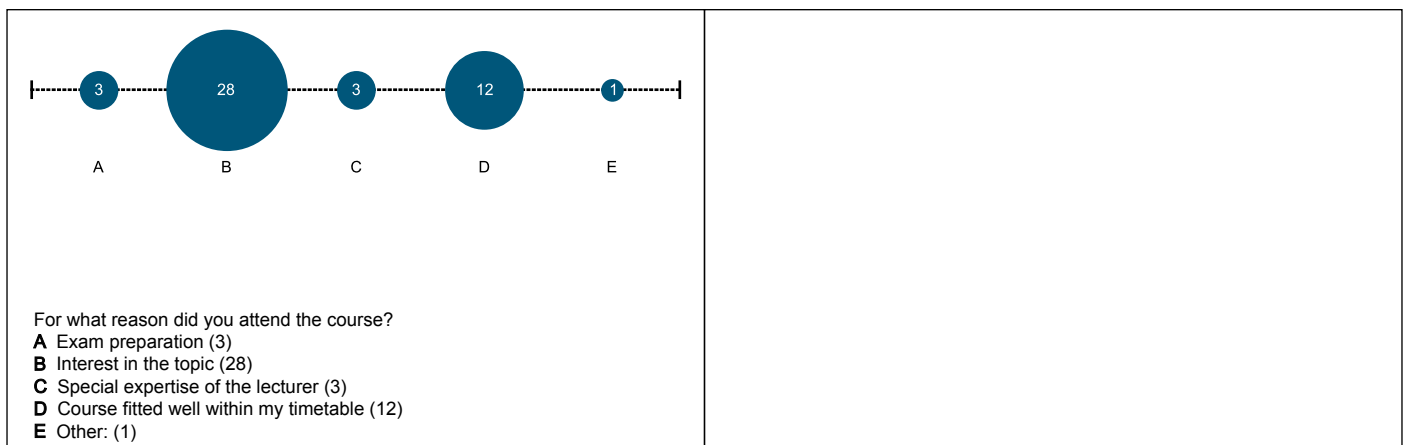 3 28 3 12 1
A B C D E
For what reason did you attend the course?
A Exam preparation (3)
B Interest in the topic (28)
C Special expertise of the lecturer (3)
D Course fitted well within my timetable (12)
E Other: (1)